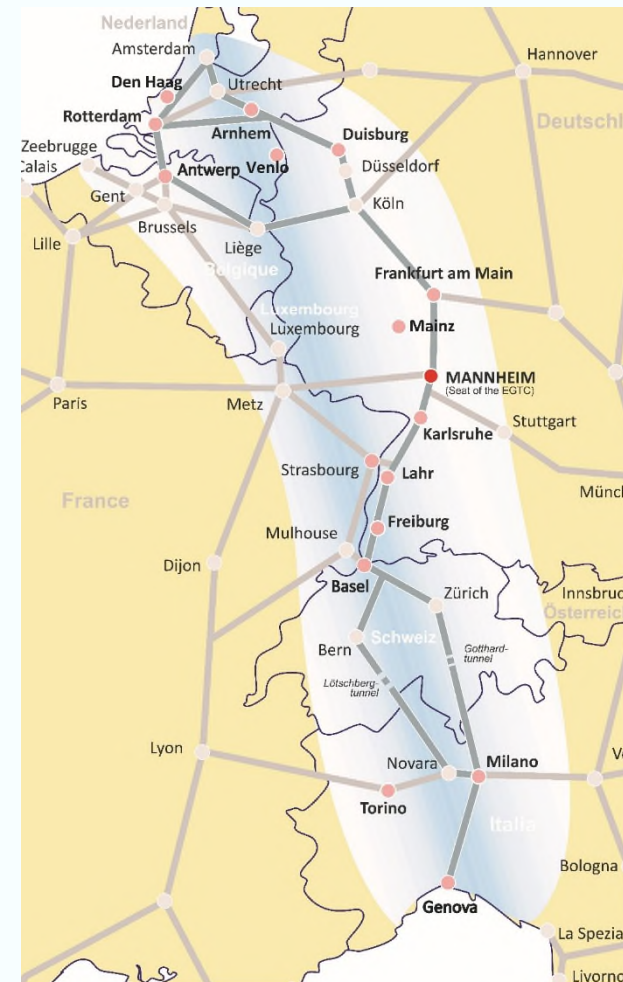 Nederland
Amsterdam
Hannover
Den Haag
Utrecht
Rotterdam
Arnhem
Duisburg
Deutschl
Zeebrugge
Calais
Venlo
Düsseldorf
Antwerp
Gent
Köln
Brussels
Lille
Liège
Belgique
Frankfurt am Main
Luxembourg
Mainz
Luxembourg
MANNHEIM
(Seat of the EGTC)
Paris
Metz
Karlsruhe
Stuttgart
Strasbourg
Lahr
Münch
France
Freiburg
Mulhouse
Dijon
Basel
Innsbruc
Zürich
Österreic
Bern
Schweiz
Gotthard-
tunnel
Lötschberg-
tunnel
Lyon
Novara
Milano
Ve
Torino
Italia
Bologna
Genova
La Spezia
Livorno